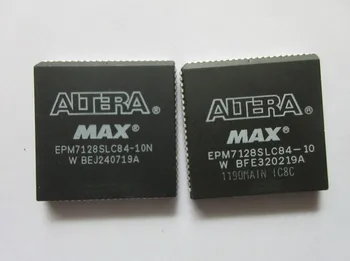 ALTERA
MAX®
EPM7128SLC84-10N
W BEJ240719A
ALTERA
MAX®
EPM7128SLC84-10
W BFE320219A
1190MAIN IC8C